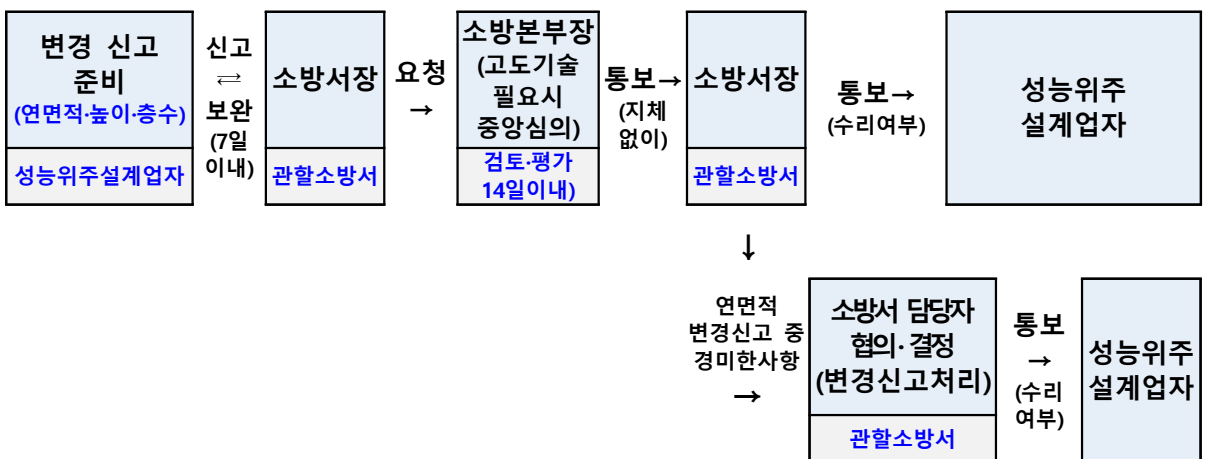 변경 신고
준비
(연면적·높이·층수)
성능위주설계업자
신고
⇄
보완
(7일
이내)
소방서장
관할소방서
요청
→
소방본부장
(고도기술
필요시
중앙심의)
검토·평가
14일이내)
통보→
(지체
없이)
소방서장
관할소방서
통보→
(수리여부)
성능위주
설계업자
↓
연면적
변경신고 중
경미한사항
→
소방서 담당자
협의·결정
(변경신고처리)
관할소방서
통보
→
(수리
여부)
성능위주
설계업자